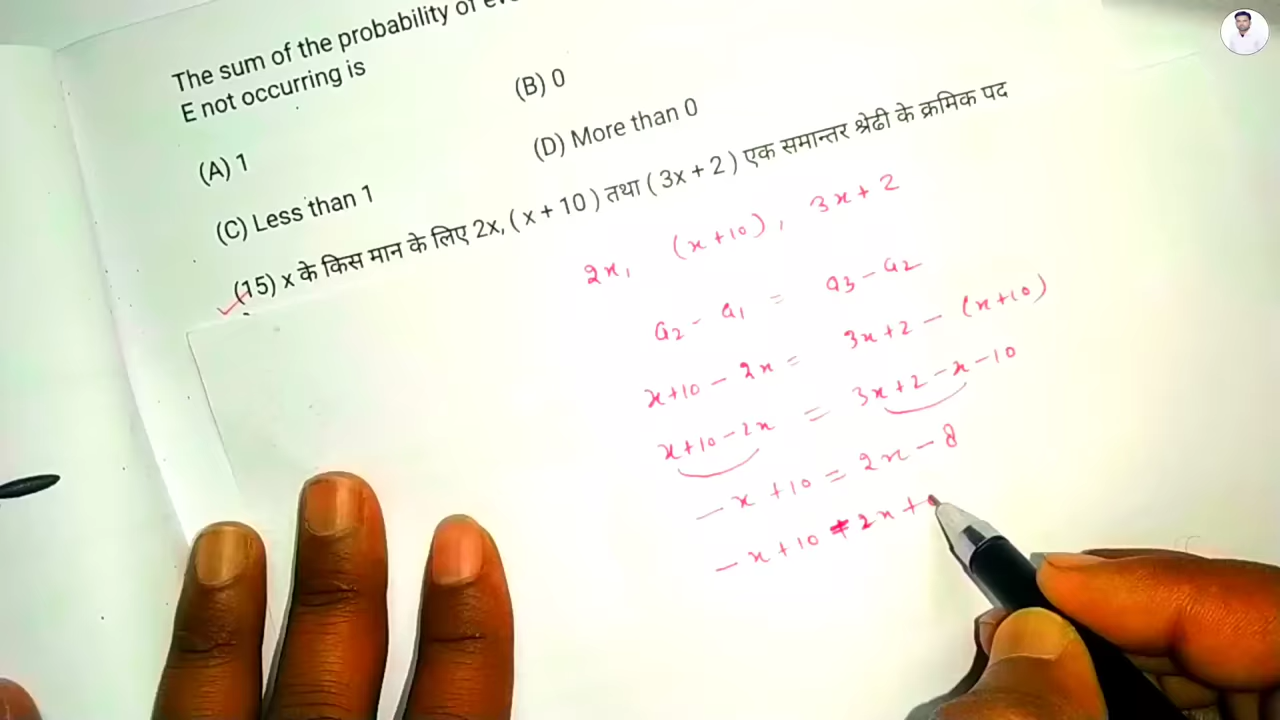 The sum of the probability of
E not occurring is
(A) 1
(B) 0
(C) Less than 1
(D) More than 0
(15) x के किस मान के लिए 2x, ( x + 10 ) तथा ( 3x + 2 ) एक समान्तर श्रेढी के क्रमिक पद
2x, (x+10), 3x+2
a2 - a1 = a3 - a2
x+10 - 2x = 3x+2 - (x+10)
x+10-2x = 3x+2-x-10
-x+10 = 2x-8
-x+10 - 2x +